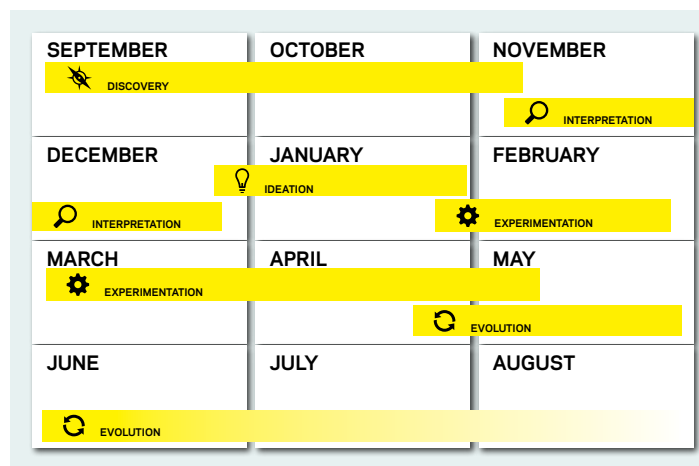 SEPTEMBER
OCTOBER
NOVEMBER
DISCOVERY
INTERPRETATION
DECEMBER
JANUARY
FEBRUARY
IDEATION
INTERPRETATION
EXPERIMENTATION
MARCH
APRIL
MAY
EXPERIMENTATION
EVOLUTION
JUNE
JULY
AUGUST
EVOLUTION